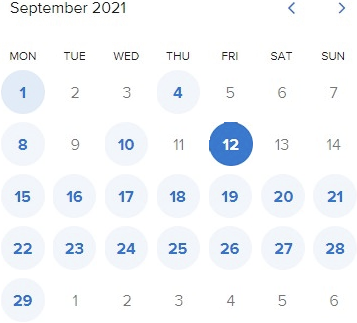 September 2021
MON TUE WED THU FRI SAT SUN
1 2 3 4 5 6 7
8 9 10 11 12 13 14
15 16 17 18 19 20 21
22 23 24 25 26 27 28
29 1 2 3 4 5 6